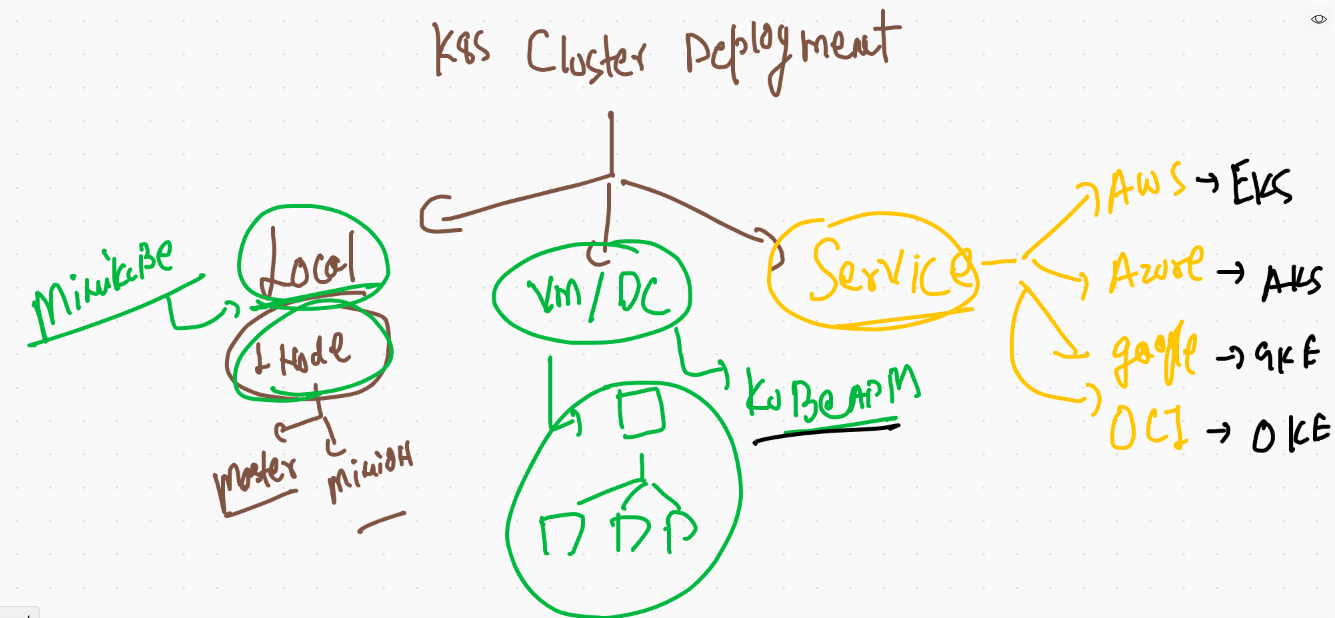 K8S Cluster Deployment
MinikuBe
Local
1 Node
Master
Minion
VM/DC
KuBeADM
Service
AWS → EKS
Azure → AKS
google → GKE
OCI → OKE